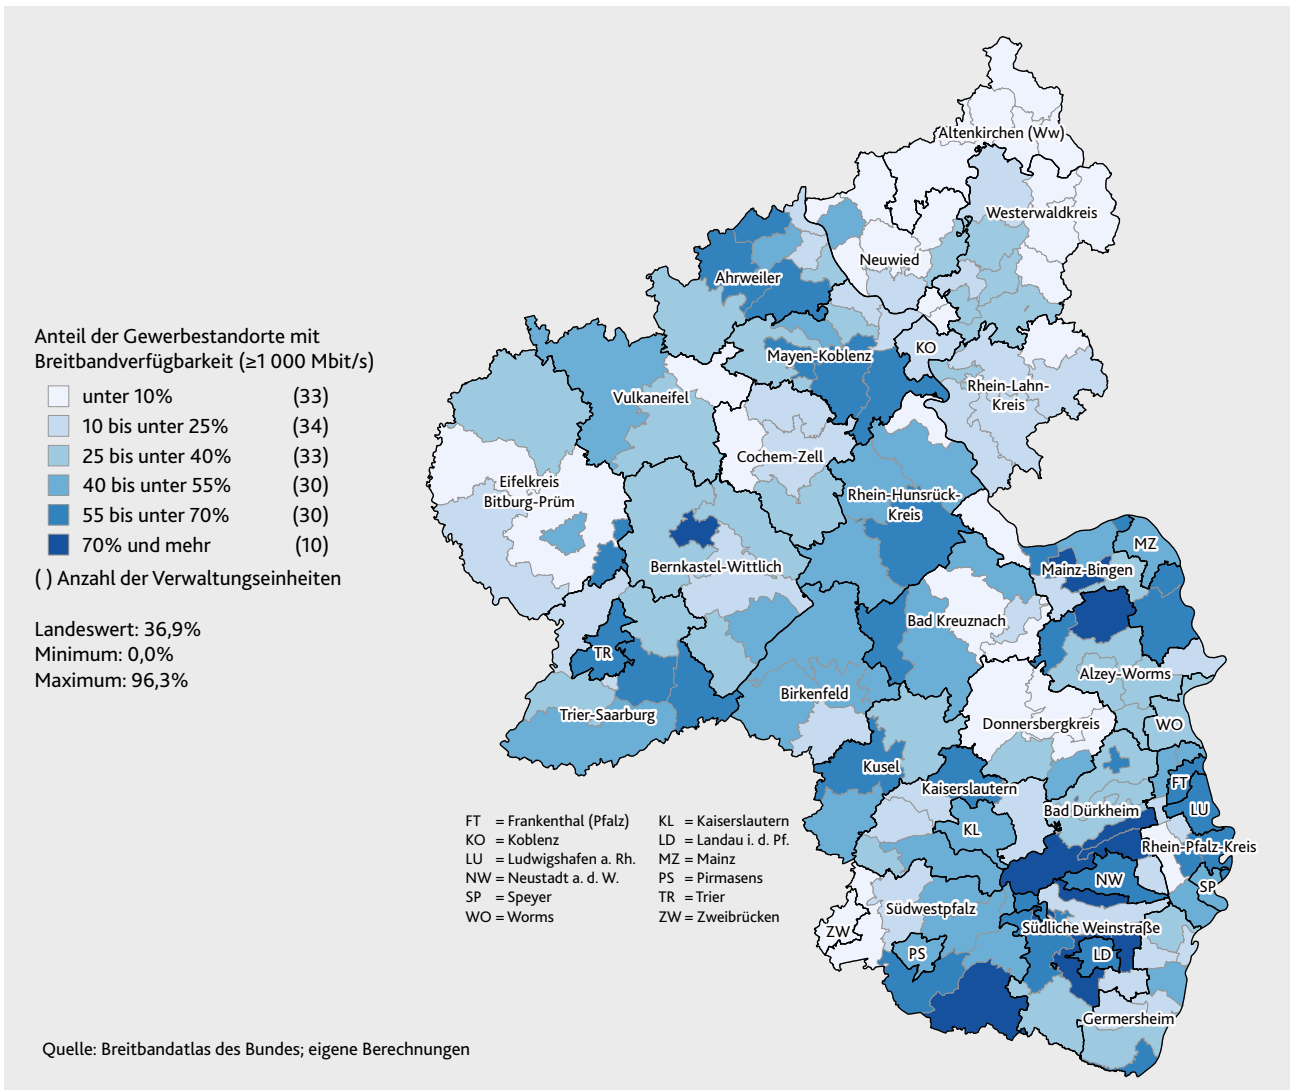 Anteil der Gewerbestandorte mit
Breitbandverfügbarkeit (≥1 000 Mbit/s)
unter 10% (33)
10 bis unter 25% (34)
25 bis unter 40% (33)
40 bis unter 55% (30)
55 bis unter 70% (30)
70% und mehr (10)
( ) Anzahl der Verwaltungseinheiten
Landeswert: 36,9%
Minimum: 0,0%
Maximum: 96,3%
Altenkirchen (Ww)
Westerwaldkreis
Neuwied
Ahrweiler
KO
Mayen-Koblenz
Rhein-Lahn-
Kreis
Vulkaneifel
Cochem-Zell
Eifelkreis
Bitburg-Prüm
Rhein-Hunsrück-
Kreis
MZ
Mainz-Bingen
Bernkastel-Wittlich
Bad Kreuznach
TR
Alzey-Worms
Birkenfeld
Trier-Saarburg
Donnersbergkreis
WO
Kusel
Kaiserslautern
FT
Bad Dürkheim
LU
KL
Rhein-Pfalz-Kreis
NW
SP
Südwestpfalz
Südliche Weinstraße
ZW
PS
LD
Germersheim
FT = Frankenthal (Pfalz) KL = Kaiserslautern
KO = Koblenz LD = Landau i. d. Pf.
LU = Ludwigshafen a. Rh. MZ = Mainz
NW = Neustadt a. d. W. PS = Pirmasens
SP = Speyer TR = Trier
WO = Worms ZW = Zweibrücken
Quelle: Breitbandatlas des Bundes; eigene Berechnungen